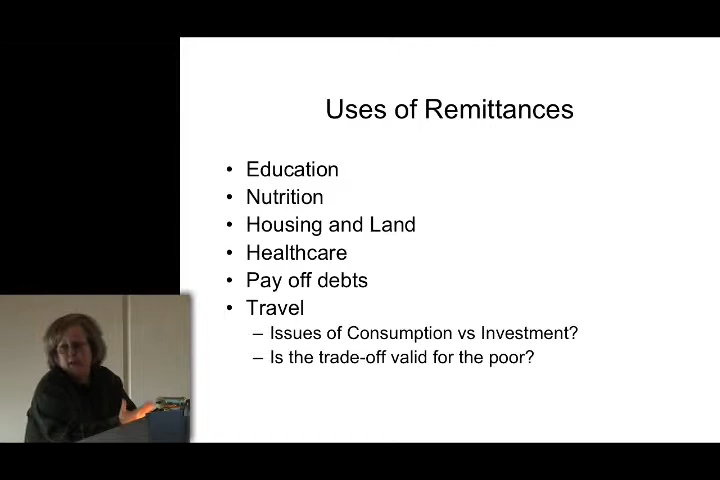 Uses of Remittances
• Education
• Nutrition
• Housing and Land
• Healthcare
• Pay off debts
• Travel
– Issues of Consumption vs Investment?
– Is the trade-off valid for the poor?